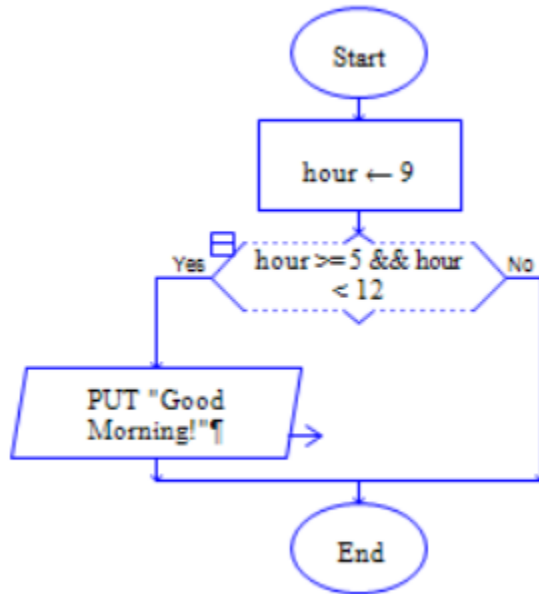 Start
hour ← 9
Yes
hour >= 5 && hour
< 12
No
PUT "Good
Morning!"¶
End